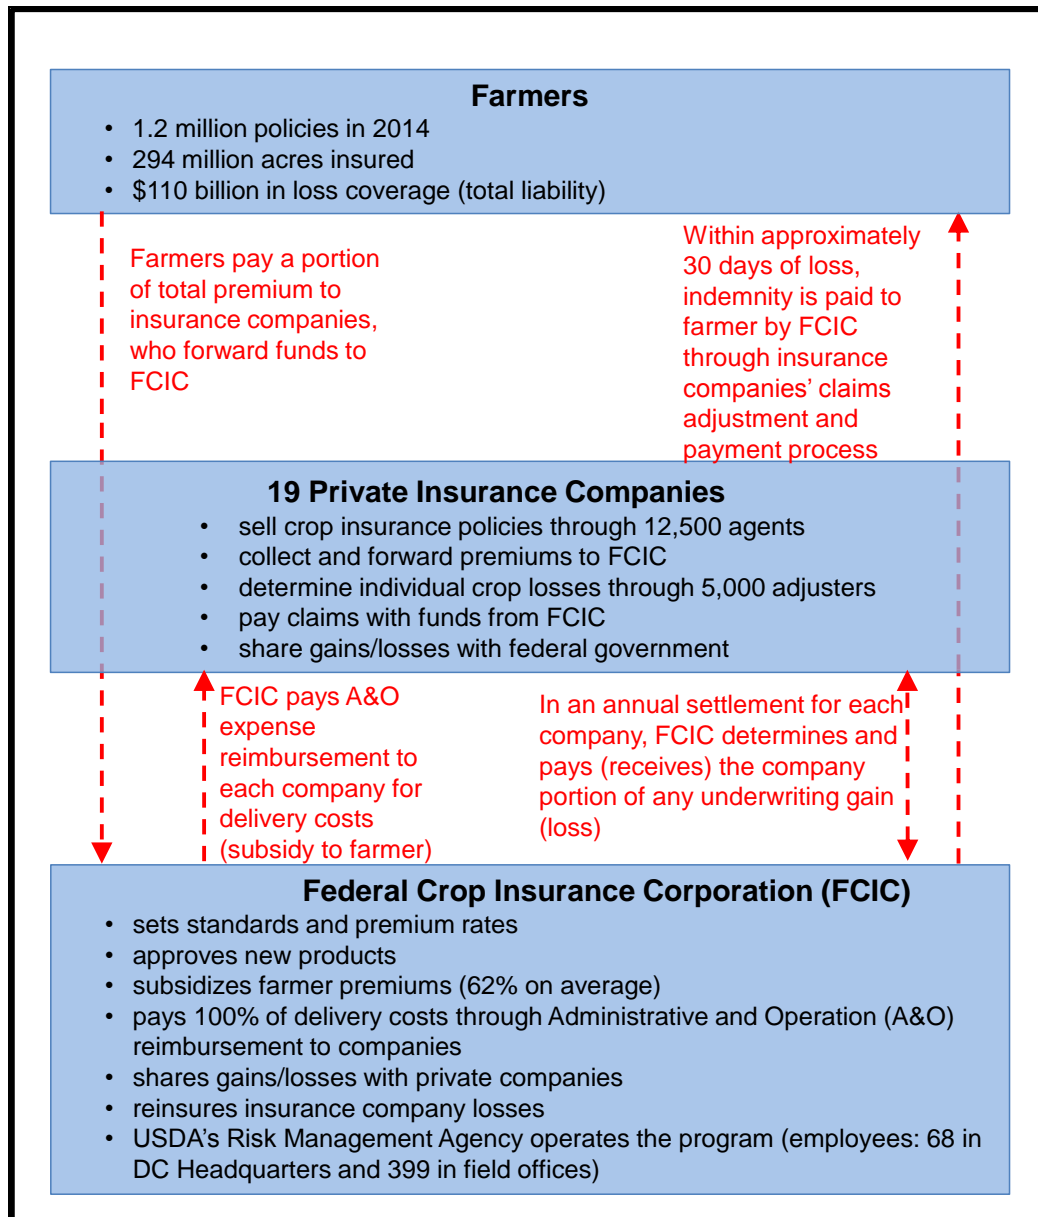 Farmers
• 1.2 million policies in 2014
• 294 million acres insured
• $110 billion in loss coverage (total liability)
Farmers pay a portion
of total premium to
insurance companies,
who forward funds to
FCIC
Within approximately
30 days of loss,
indemnity is paid to
farmer by FCIC
through insurance
companies’ claims
adjustment and
payment process
19 Private Insurance Companies
• sell crop insurance policies through 12,500 agents
• collect and forward premiums to FCIC
• determine individual crop losses through 5,000 adjusters
• pay claims with funds from FCIC
• share gains/losses with federal government
FCIC pays A&O
expense
reimbursement to
each company for
delivery costs
(subsidy to farmer)
In an annual settlement for each
company, FCIC determines and
pays (receives) the company
portion of any underwriting gain
(loss)
Federal Crop Insurance Corporation (FCIC)
• sets standards and premium rates
• approves new products
• subsidizes farmer premiums (62% on average)
• pays 100% of delivery costs through Administrative and Operation (A&O)
reimbursement to companies
• shares gains/losses with private companies
• reinsures insurance company losses
• USDA’s Risk Management Agency operates the program (employees: 68 in
DC Headquarters and 399 in field offices)